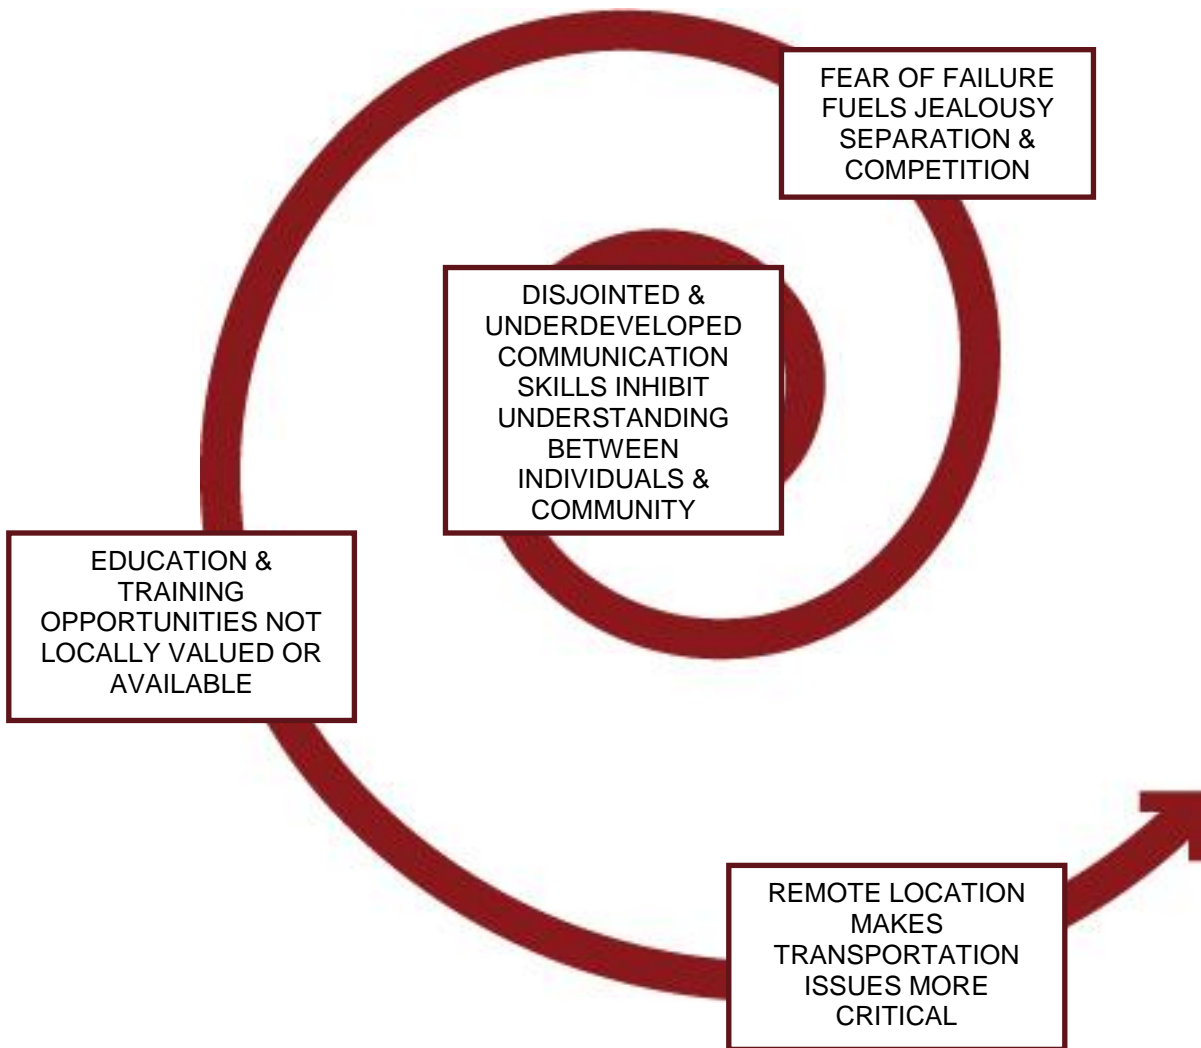 FEAR OF FAILURE
FUELS JEALOUSY
SEPARATION &
COMPETITION
DISJOINTED &
UNDERDEVELOPED
COMMUNICATION
SKILLS INHIBIT
UNDERSTANDING
BETWEEN
INDIVIDUALS &
COMMUNITY
EDUCATION &
TRAINING
OPPORTUNITIES NOT
LOCALLY VALUED OR
AVAILABLE
REMOTE LOCATION
MAKES
TRANSPORTATION
ISSUES MORE
CRITICAL